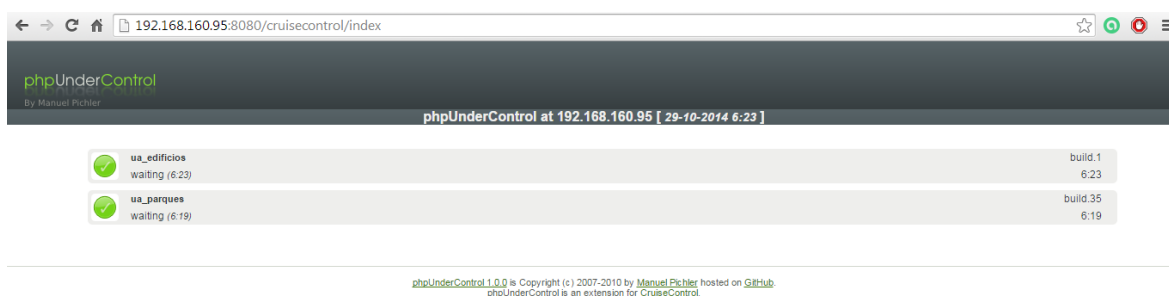 192.168.160.95:8080/cruisecontrol/index
phpUnderControl
By Manuel Pichler
phpUnderControl at 192.168.160.95 [ 29-10-2014 6:23 ]
ua_edificios build.1
waiting (6:23) 6:23
ua_parques build.35
waiting (6:19) 6:19
phpUnderControl 1.0.0 is Copyright (c) 2007-2010 by Manuel Pichler hosted on GitHub.
phpUnderControl is an extension for CruiseControl.